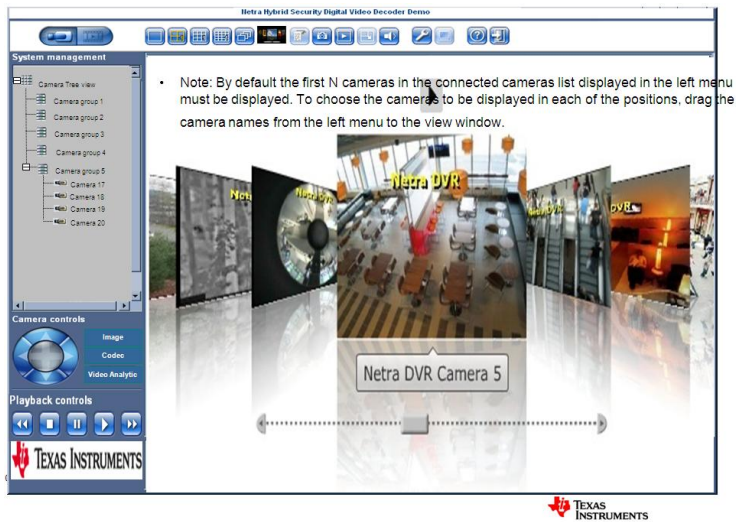 Netra Hybrid Security Digital Video Decoder Demo
System management
Camera Tree view
Camera group 1
Camera group 2
Camera group 3
Camera group 4
Camera group 5
Camera 17
Camera 18
Camera 19
Camera 20
Camera controls
Image
Codec
Video Analytic
Playback controls
TEXAS INSTRUMENTS
• Note: By default the first N cameras in the connected cameras list displayed in the left menu
must be displayed. To choose the cameras to be displayed in each of the positions, drag the
camera names from the left menu to the view window.
Netra DVR
Netra DVR
Netra DVR
DVR
Netra DVR Camera 5
TEXAS
INSTRUMENTS